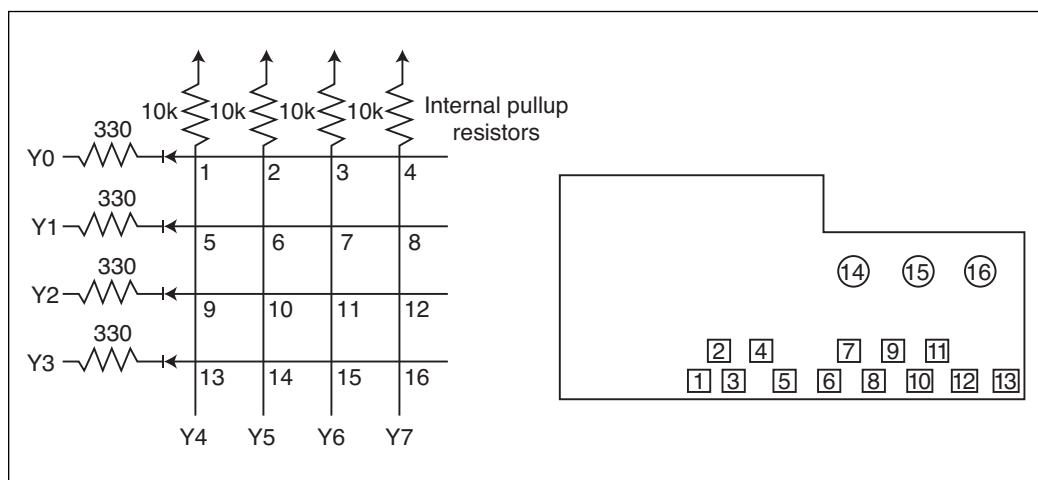 10k 10k 10k 10k Internal pullup
resistors
330
Y0 1 2 3 4
330
Y1 5 6 7 8
330
Y2 9 10 11 12
330
Y3 13 14 15 16
Y4 Y5 Y6 Y7
14 15 16
2 4 7 9 11
1 3 5 6 8 10 12 13